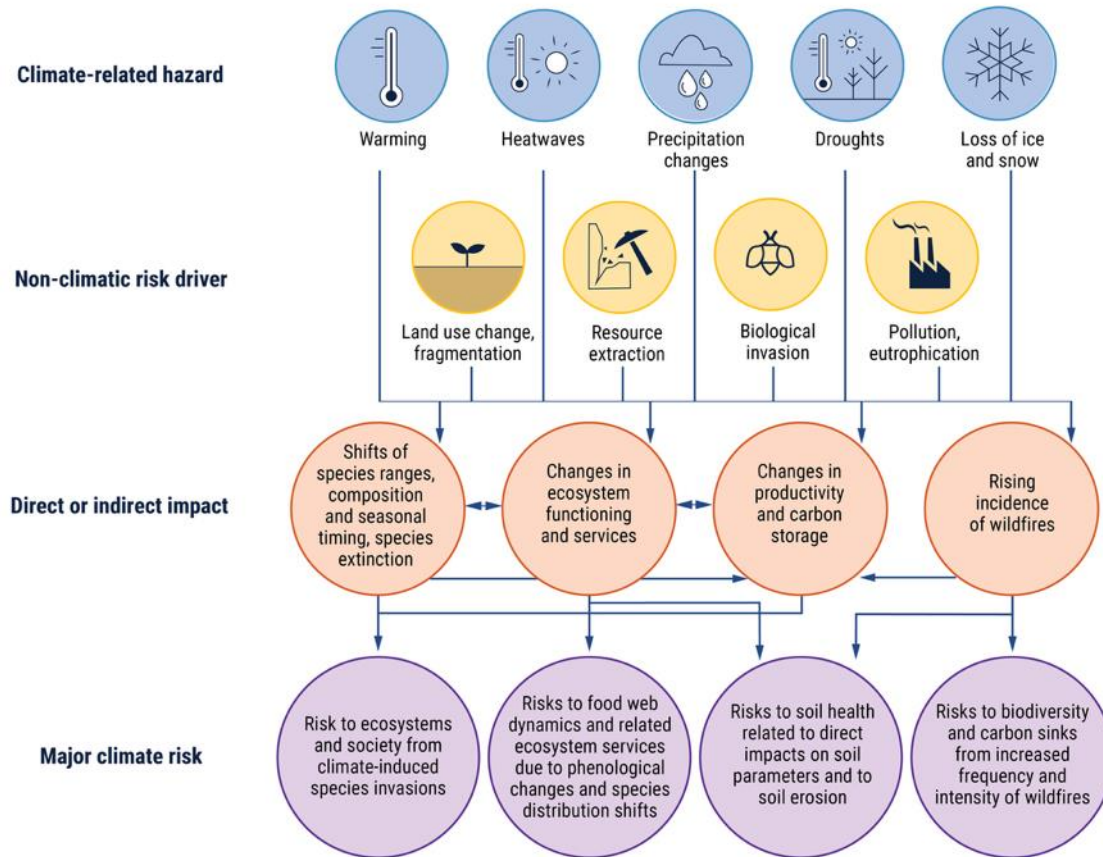 Climate-related hazard
Warming
Heatwaves
Precipitation
changes
Droughts
Loss of ice
and snow
Non-climatic risk driver
Land use change,
fragmentation
Resource
extraction
Biological
invasion
Pollution,
eutrophication
Direct or indirect impact
Shifts of
species ranges,
composition
and seasonal
timing, species
extinction
Changes in
ecosystem
functioning
and services
Changes in
productivity
and carbon
storage
Rising
incidence
of wildfires
Major climate risk
Risk to ecosystems
and society from
climate-induced
species invasions
Risks to food web
dynamics and related
ecosystem services
due to phenological
changes and species
distribution shifts
Risks to soil health
related to direct
impacts on soil
parameters and to
soil erosion
Risks to biodiversity
and carbon sinks
from increased
frequency and
intensity of wildfires